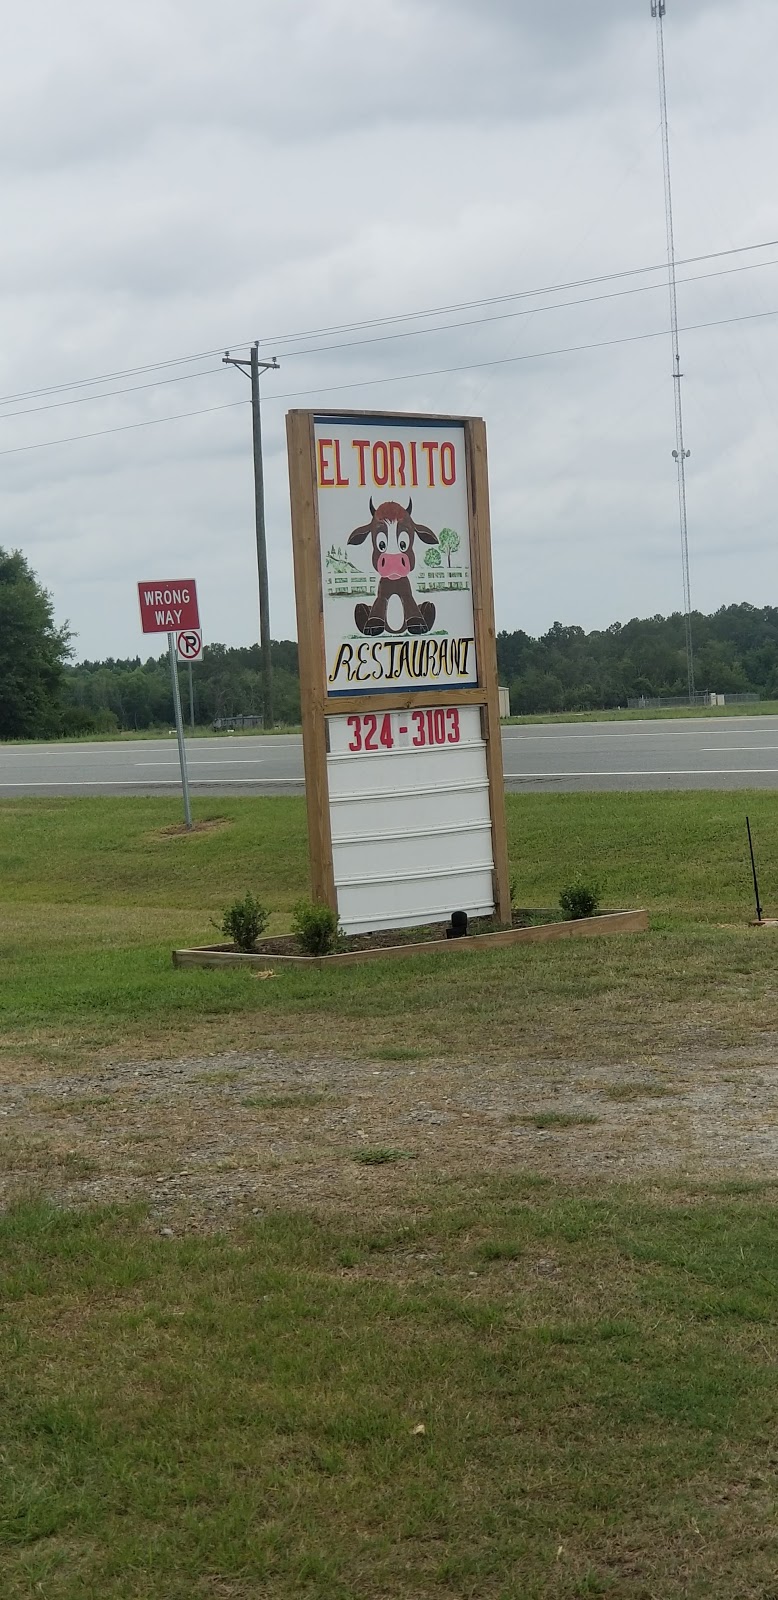 EL TORITO
RESTAURANT
324-3103
WRONG
WAY
P